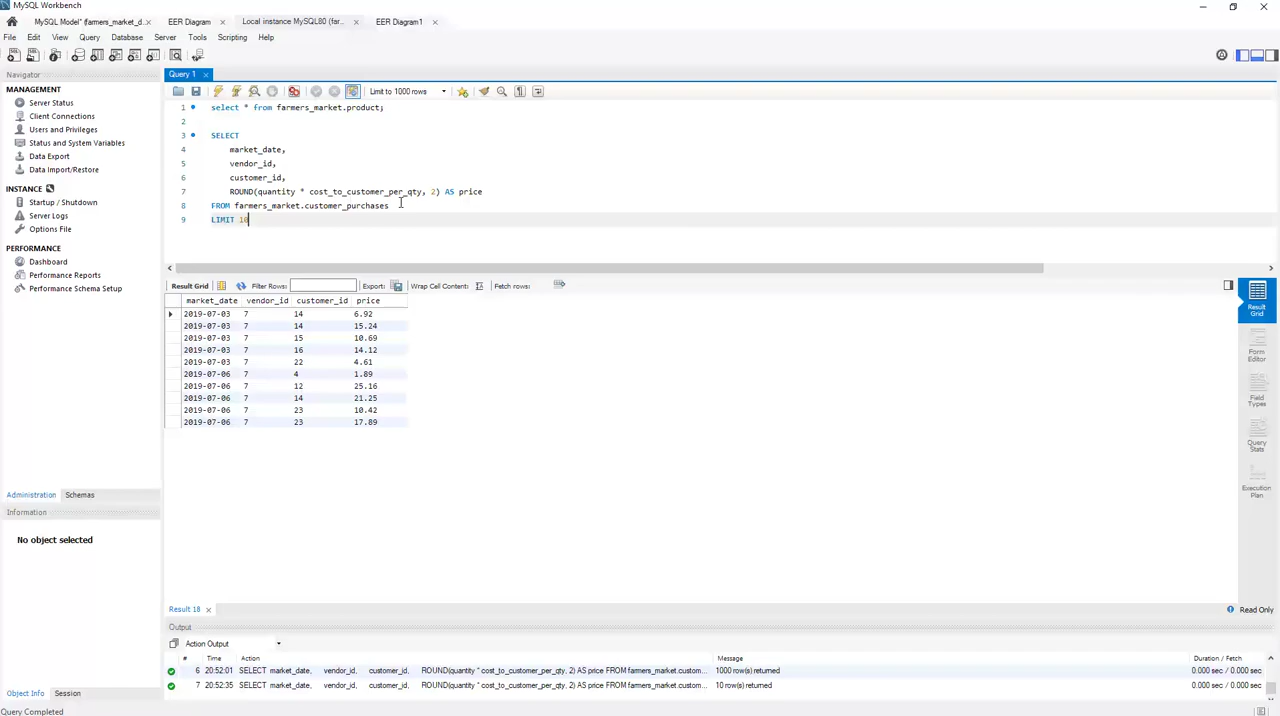 MySQL Workbench
MySQL Model* (farmers_market_d... × EER Diagram × Local instance MySQL80 (far... × EER Diagram1 ×
File Edit View Query Database Server Tools Scripting Help
Navigator
MANAGEMENT
Server Status
Client Connections
Users and Privileges
Status and System Variables
Data Export
Data Import/Restore
INSTANCE
Startup / Shutdown
Server Logs
Options File
PERFORMANCE
Dashboard
Performance Reports
Performance Schema Setup
Administration Schemas
Information
No object selected
Object Info Session
Query Completed
Query 1 ×
Limit to 1000 rows
1 select * from farmers_market.product;
2
3 SELECT
4 market_date,
5 vendor_id,
6 customer_id,
7 ROUND(quantity * cost_to_customer_per_qty, 2) AS price
8 FROM farmers_market.customer_purchases
9 LIMIT 10
Result Grid Filter Rows: Export: Wrap Cell Content: Fetch rows:
market_date vendor_id customer_id price
2019-07-03 7 14 6.92
2019-07-03 7 14 15.24
2019-07-03 7 15 10.69
2019-07-03 7 16 14.12
2019-07-03 7 22 4.61
2019-07-06 7 4 1.89
2019-07-06 7 12 25.16
2019-07-06 7 14 21.25
2019-07-06 7 23 10.42
2019-07-06 7 23 17.89
Result Grid
Form Editor
Field Types
Query Stats
Execution Plan
Result 18 × Read Only
Output
Action Output
# Time Action Message Duration / Fetch
6 20:52:01 SELECT market_date, vendor_id, customer_id, ROUND(quantity * cost_to_customer_per_qty, 2) AS price FROM farmers_market.custom... 1000 row(s) returned 0.000 sec / 0.000 sec
7 20:52:35 SELECT market_date, vendor_id, customer_id, ROUND(quantity * cost_to_customer_per_qty, 2) AS price FROM farmers_market.custom... 10 row(s) returned 0.000 sec / 0.000 sec